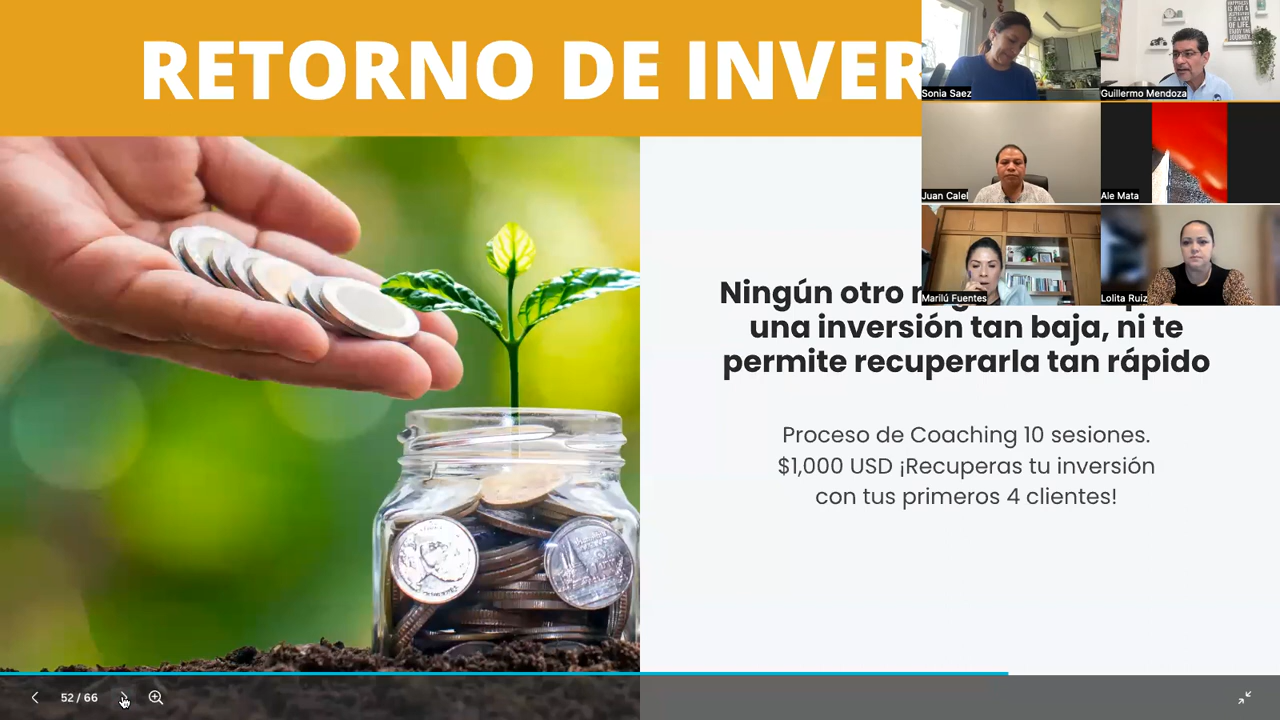 RETORNO DE INVER
Sonia Saez
Guillermo Mendoza
Juan Calel
Ale Mata
Marilú Fuentes
Lolita Ruiz
Ningún otro
una inversión tan baja, ni te
permite recuperarla tan rápido
Proceso de Coaching 10 sesiones.
$1,000 USD ¡Recuperas tu inversión
con tus primeros 4 clientes!
52 / 66